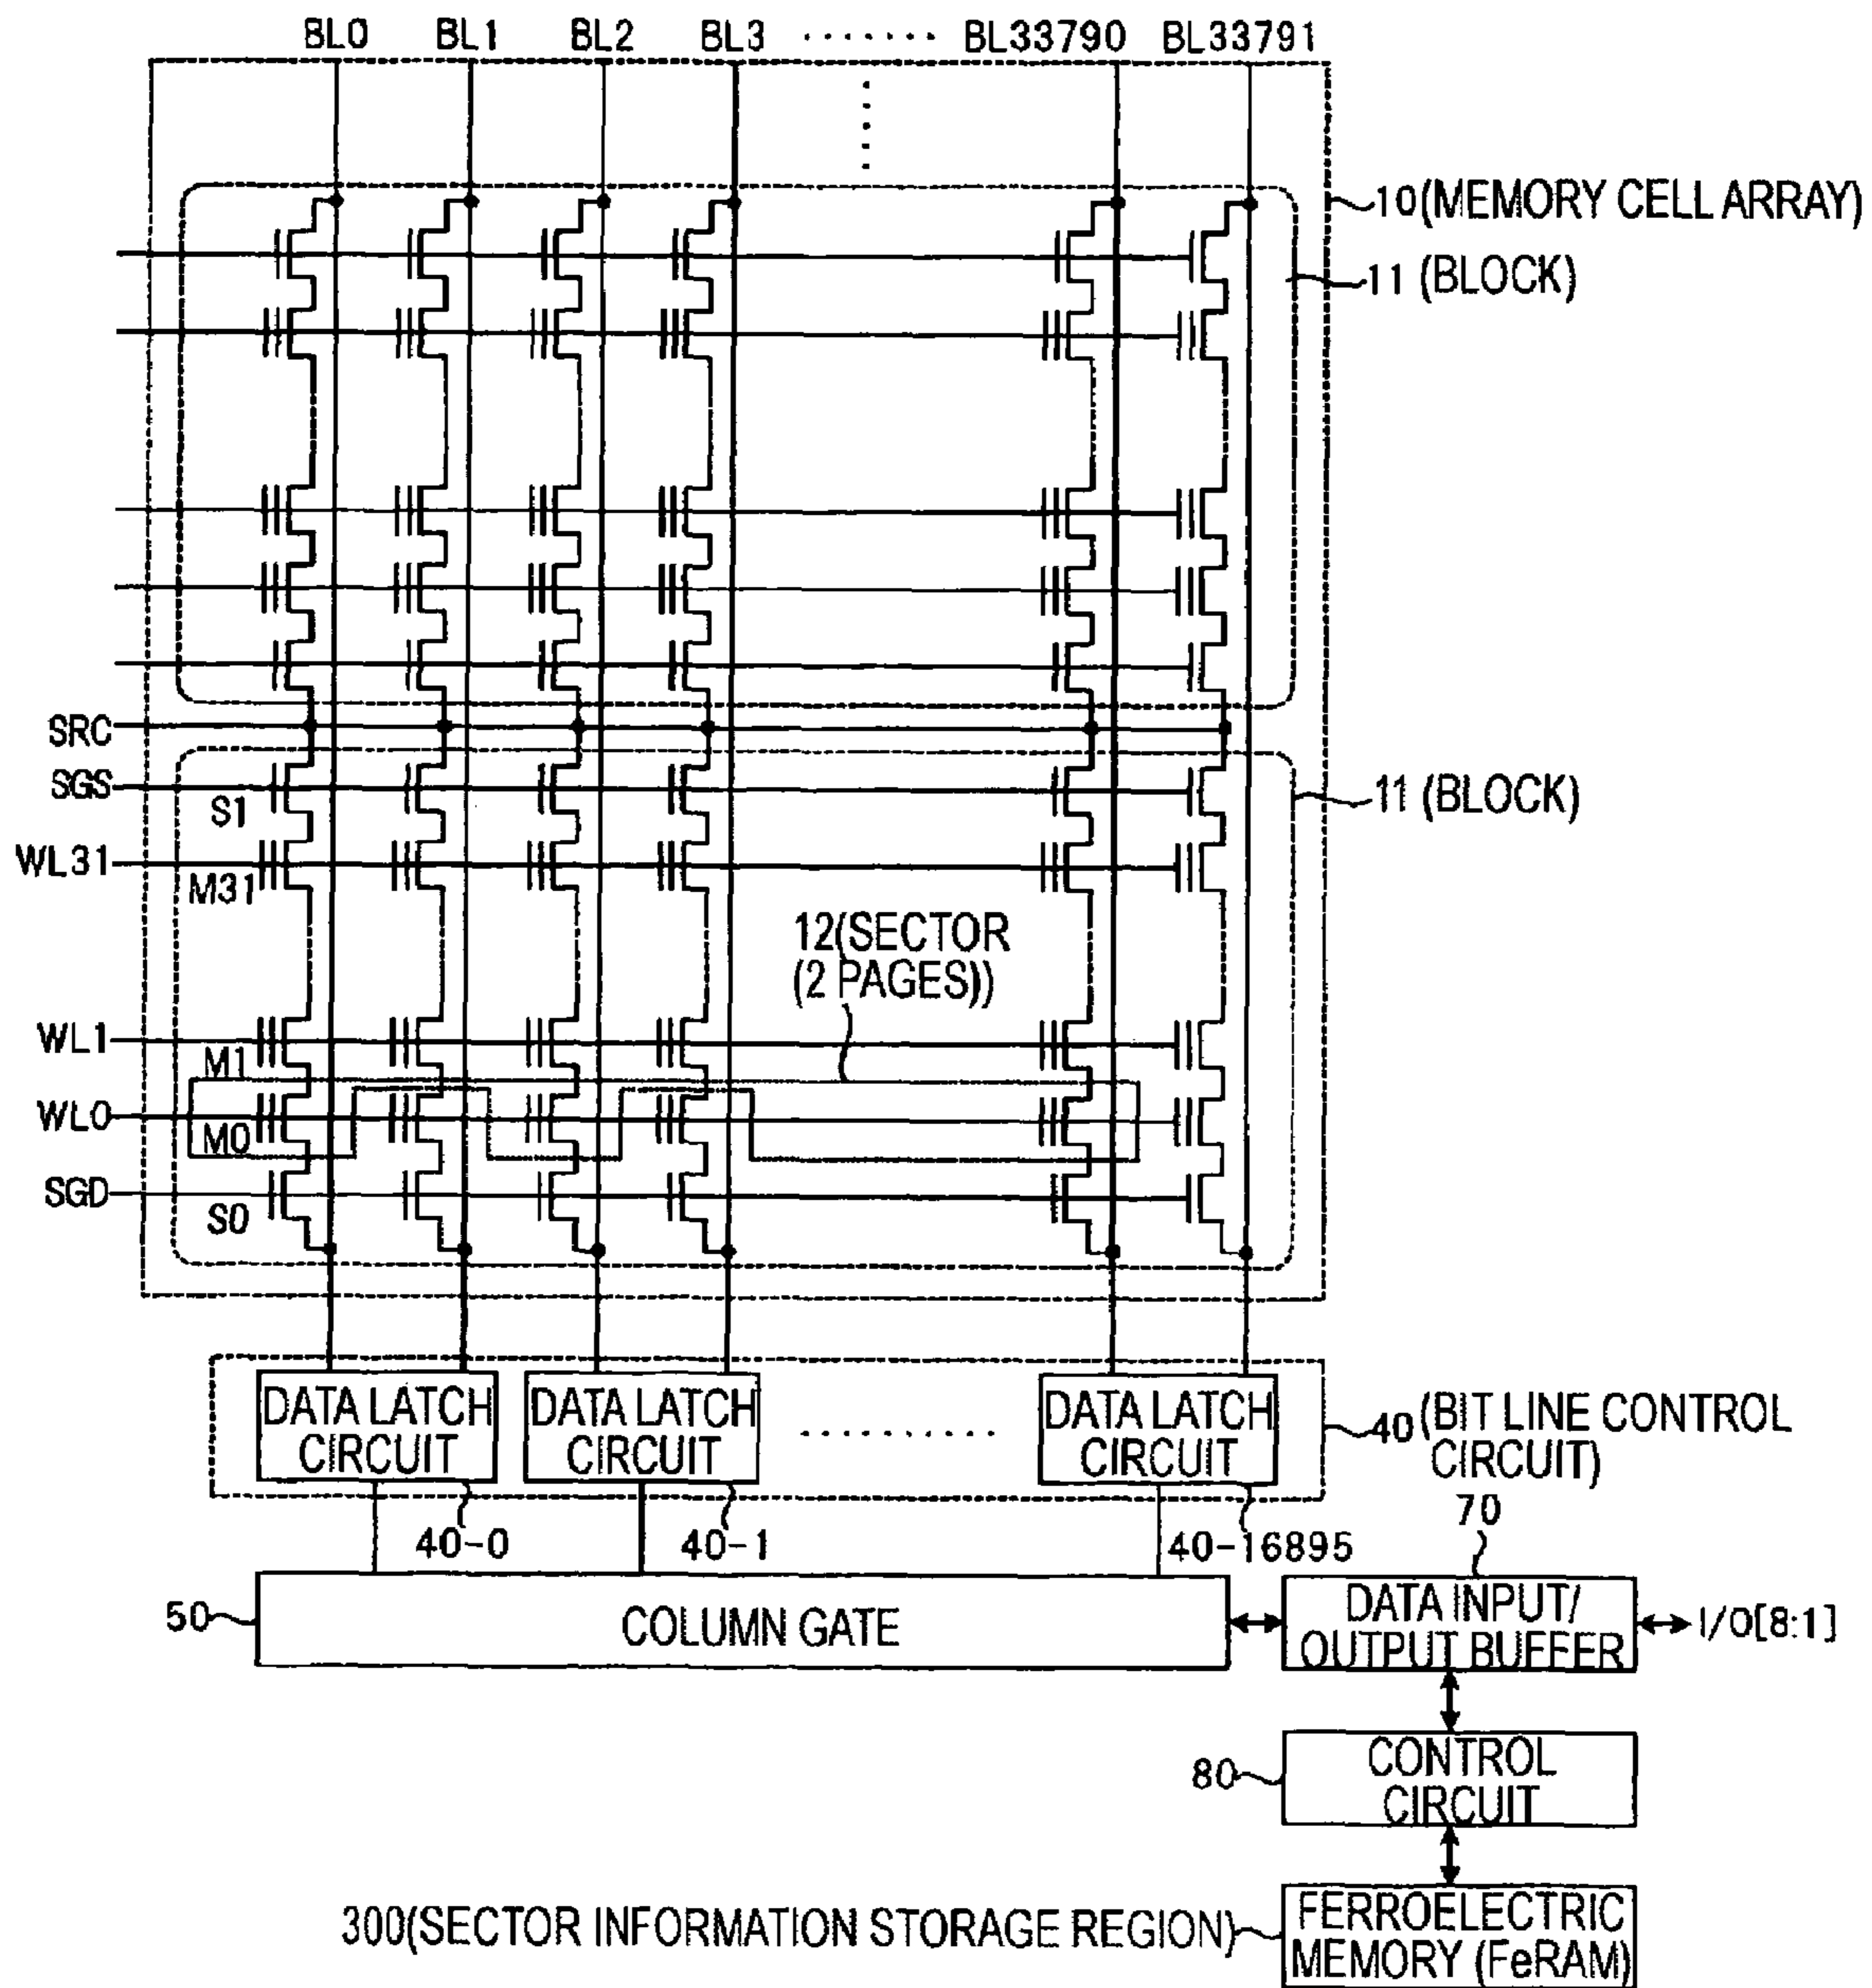 BL0 BL1 BL2 BL3 ······· BL33790 BL33791
10(MEMORY CELL ARRAY)
11 (BLOCK)
SRC
SGS
S1
11 (BLOCK)
WL31
M31
12(SECTOR
(2 PAGES))
WL1
M1
WL0
M0
SGD
S0
DATA LATCH
CIRCUIT
DATA LATCH
CIRCUIT
DATA LATCH
CIRCUIT
40(BIT LINE CONTROL
CIRCUIT)
40-0
40-1
40-16895
70
50
COLUMN GATE
DATA INPUT/
OUTPUT BUFFER
I/O[8:1]
80
CONTROL
CIRCUIT
300(SECTOR INFORMATION STORAGE REGION)
FERROELECTRIC
MEMORY (FeRAM)